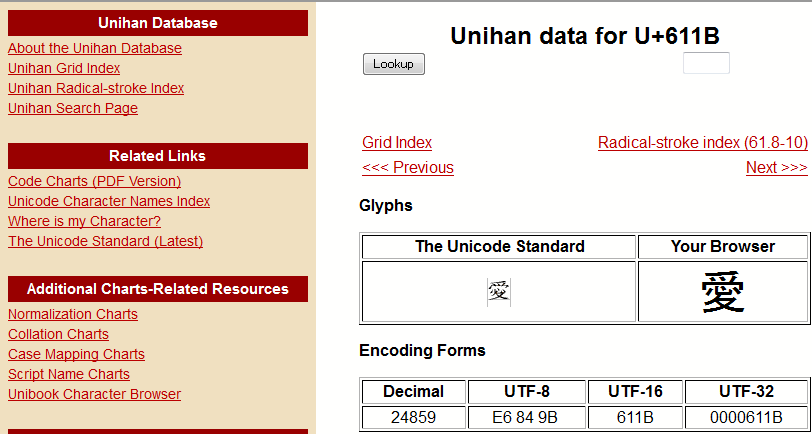 Unihan Database
About the Unihan Database
Unihan Grid Index
Unihan Radical-stroke Index
Unihan Search Page
Related Links
Code Charts (PDF Version)
Unicode Character Names Index
Where is my Character?
The Unicode Standard (Latest)
Additional Charts-Related Resources
Normalization Charts
Collation Charts
Case Mapping Charts
Script Name Charts
Unibook Character Browser
Unihan data for U+611B
Lookup
Grid Index Radical-stroke index (61.8-10)
<<< Previous Next >>>
Glyphs
The Unicode Standard Your Browser
愛 愛
Encoding Forms
Decimal UTF-8 UTF-16 UTF-32
24859 E6 84 9B 611B 0000611B